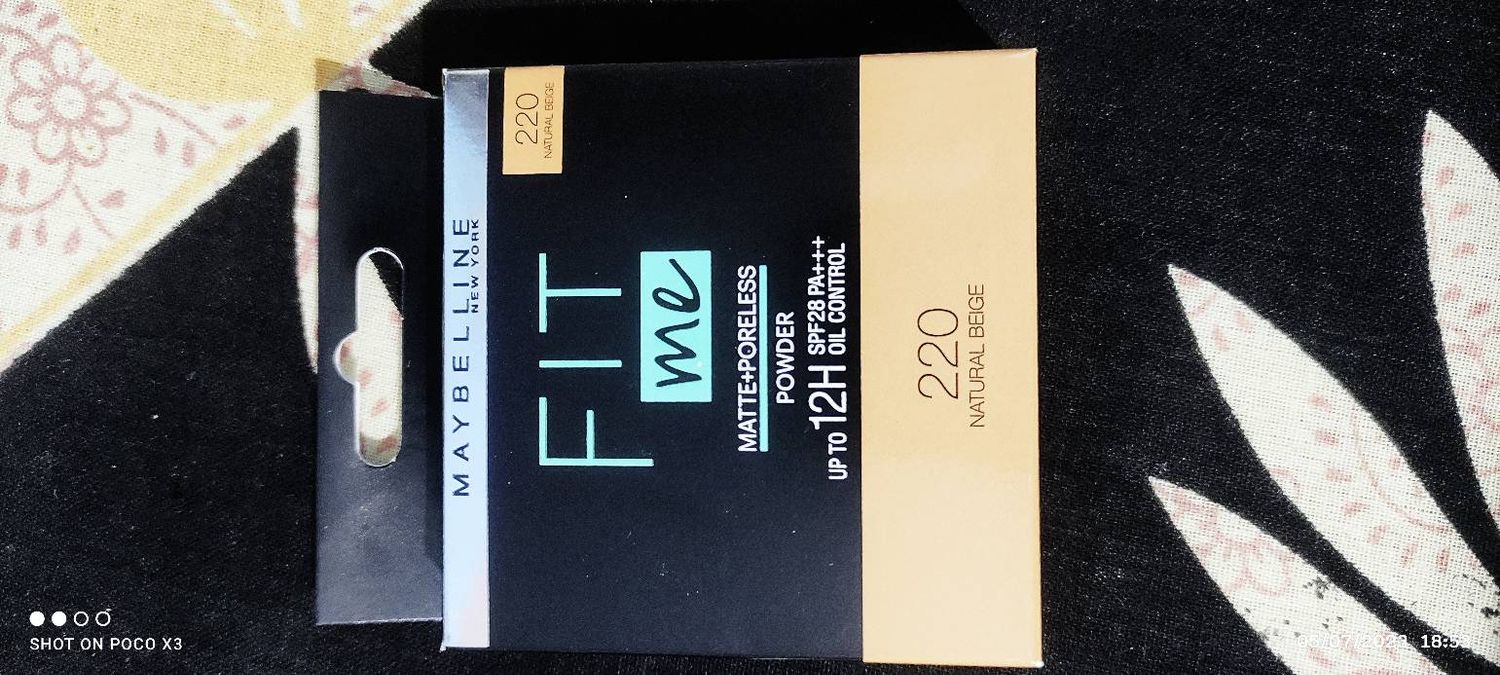 MAYBELLINE
NEW YORK
220
NATURAL BEIGE
FIT
me
MATTE+PORELESS
POWDER
UP TO 12H SPF28 PA+++
OIL CONTROL
220
NATURAL BEIGE
SHOT ON POCO X3